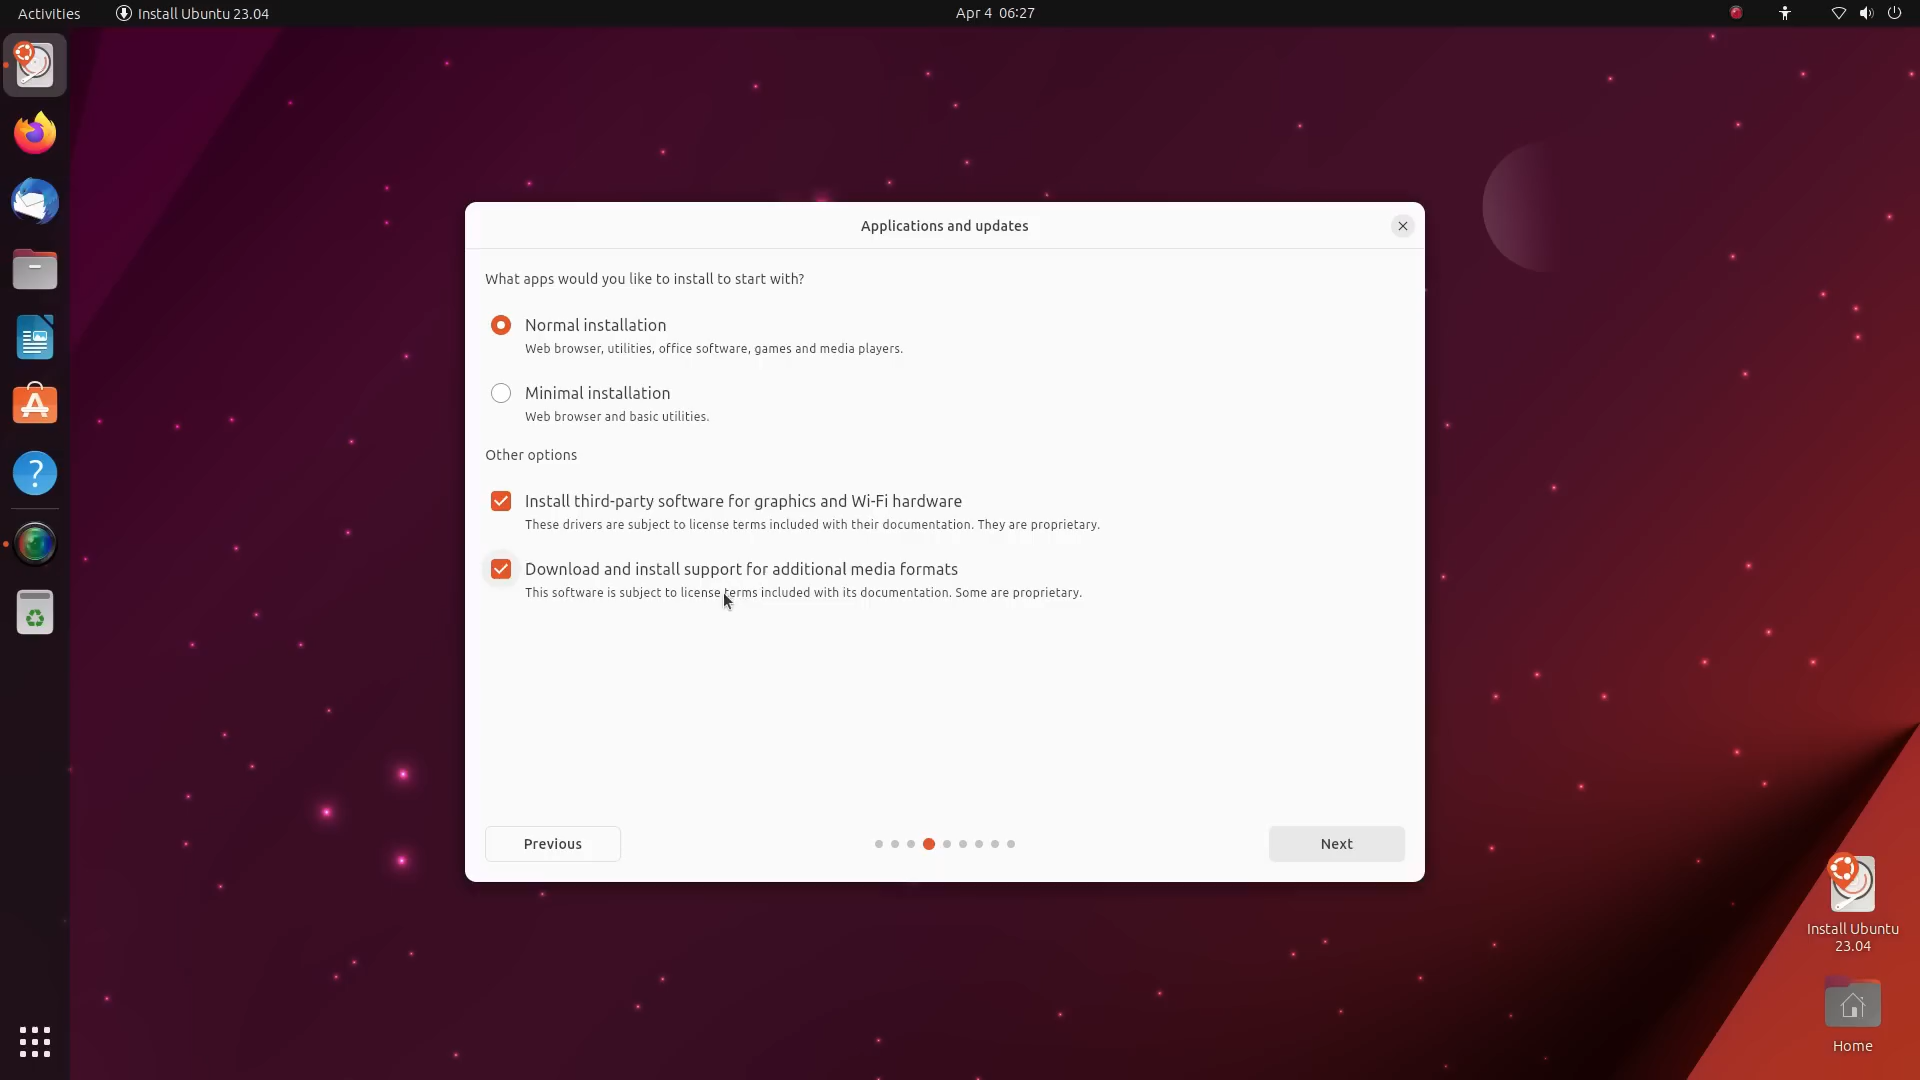 Activities
Install Ubuntu 23.04
Apr 4 06:27
Applications and updates
What apps would you like to install to start with?
Normal installation
Web browser, utilities, office software, games and media players.
Minimal installation
Web browser and basic utilities.
Other options
Install third-party software for graphics and Wi-Fi hardware
These drivers are subject to license terms included with their documentation. They are proprietary.
Download and install support for additional media formats
This software is subject to license terms included with its documentation. Some are proprietary.
Previous
Next
Install Ubuntu
23.04
Home